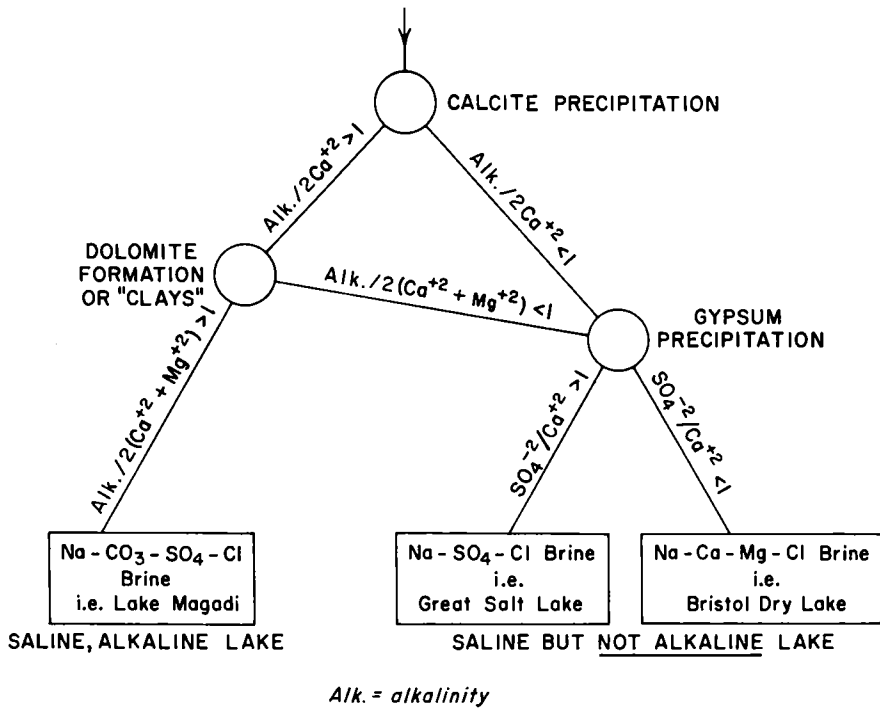 CALCITE PRECIPITATION
Alk./2Ca+2 >1
Alk./2Ca+2 <1
DOLOMITE
FORMATION
OR "CLAYS"
Alk./2(Ca+2 + Mg+2) <1
GYPSUM
PRECIPITATION
Alk./2(Ca+2 + Mg+2) >1
SO4-2/Ca+2 >1
SO4-2/Ca+2 <1
Na-CO3-SO4-Cl
Brine
i.e. Lake Magadi
Na-SO4-Cl Brine
i.e.
Great Salt Lake
Na-Ca-Mg-Cl Brine
i.e.
Bristol Dry Lake
SALINE, ALKALINE LAKE
SALINE BUT NOT ALKALINE LAKE
Alk. = alkalinity